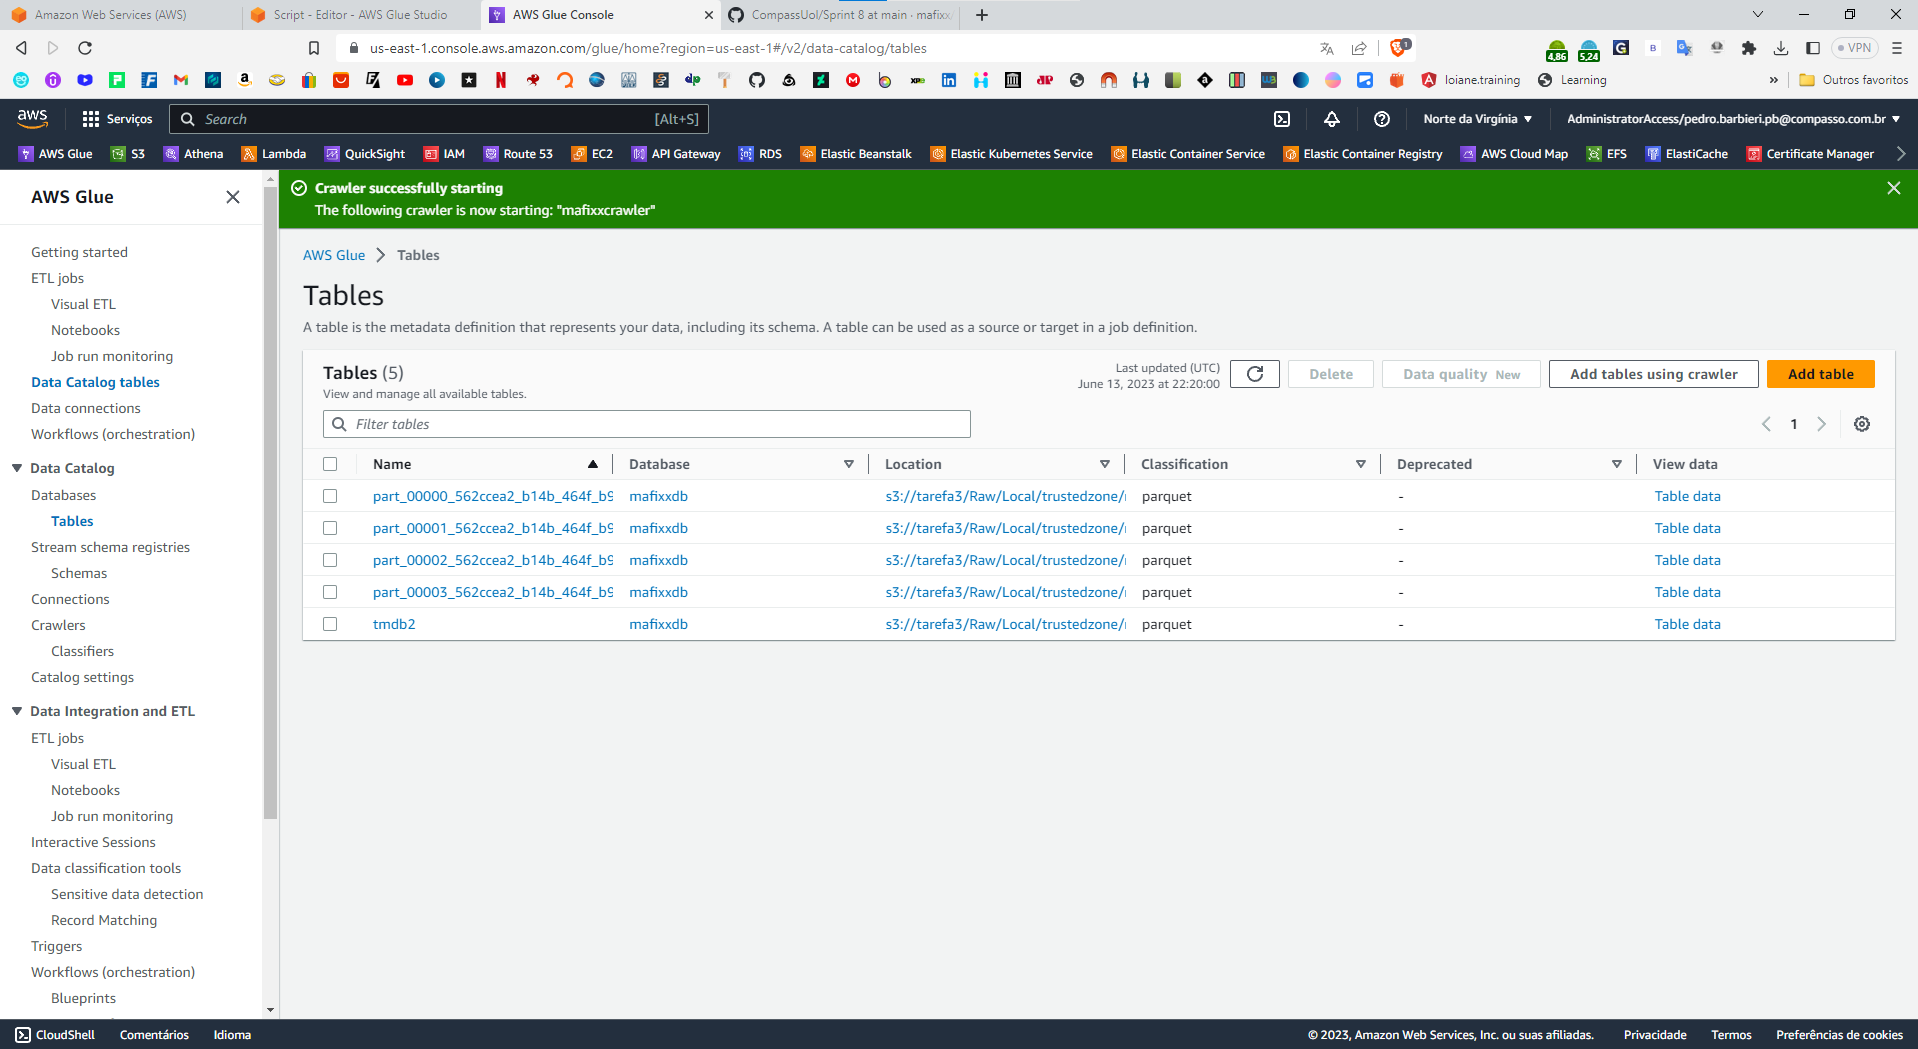 Amazon Web Services (AWS)
Script - Editor - AWS Glue Studio
AWS Glue Console
CompassUol/Sprint 8 at main · mafixx
us-east-1.console.aws.amazon.com/glue/home?region=us-east-1#/v2/data-catalog/tables
1
4,86
5,24
VPN
loiane.training
Learning
Outros favoritos
aws
Serviços
Search
[Alt+S]
Norte da Virgínia
AdministratorAccess/pedro.barbieri.pb@compasso.com.br
AWS Glue
S3
Athena
Lambda
QuickSight
IAM
Route 53
EC2
API Gateway
RDS
Elastic Beanstalk
Elastic Kubernetes Service
Elastic Container Service
Elastic Container Registry
AWS Cloud Map
EFS
ElastiCache
Certificate Manager
AWS Glue
Getting started
ETL jobs
Visual ETL
Notebooks
Job run monitoring
Data Catalog tables
Data connections
Workflows (orchestration)
Data Catalog
Databases
Tables
Stream schema registries
Schemas
Connections
Crawlers
Classifiers
Catalog settings
Data Integration and ETL
ETL jobs
Visual ETL
Notebooks
Job run monitoring
Interactive Sessions
Data classification tools
Sensitive data detection
Record Matching
Triggers
Workflows (orchestration)
Blueprints
Crawler successfully starting
The following crawler is now starting: "mafixxcrawler"
AWS Glue > Tables
Tables
A table is the metadata definition that represents your data, including its schema. A table can be used as a source or target in a job definition.
Tables (5)
View and manage all available tables.
Last updated (UTC)
June 13, 2023 at 22:20:00
Delete
Data quality New
Add tables using crawler
Add table
Filter tables
1
Name Database Location Classification Deprecated View data
part_00000_562ccea2_b14b_464f_b9 mafixxdb s3://tarefa3/Raw/Local/trustedzone/ parquet - Table data
part_00001_562ccea2_b14b_464f_b9 mafixxdb s3://tarefa3/Raw/Local/trustedzone/ parquet - Table data
part_00002_562ccea2_b14b_464f_b9 mafixxdb s3://tarefa3/Raw/Local/trustedzone/ parquet - Table data
part_00003_562ccea2_b14b_464f_b9 mafixxdb s3://tarefa3/Raw/Local/trustedzone/ parquet - Table data
tmdb2 mafixxdb s3://tarefa3/Raw/Local/trustedzone/ parquet - Table data
CloudShell
Comentários
Idioma
© 2023, Amazon Web Services, Inc. ou suas afiliadas.
Privacidade
Termos
Preferências de cookies